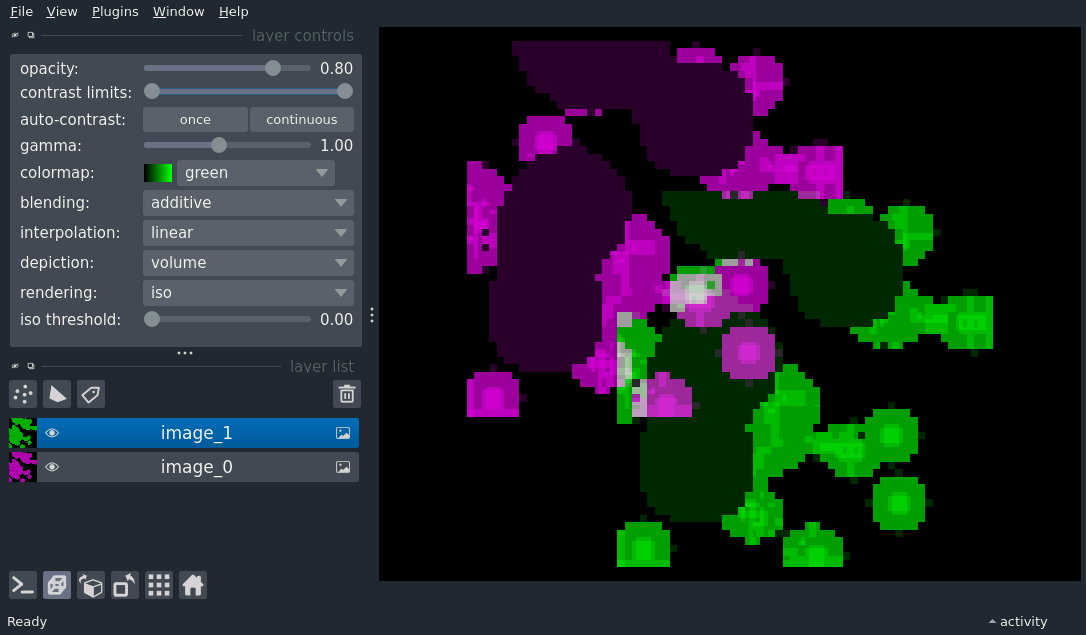 File View Plugins Window Help
layer controls
opacity: 0.80
contrast limits:
auto-contrast: once continuous
gamma: 1.00
colormap: green
blending: additive
interpolation: linear
depiction: volume
rendering: iso
iso threshold: 0.00
layer list
image_1
image_0
Ready activity